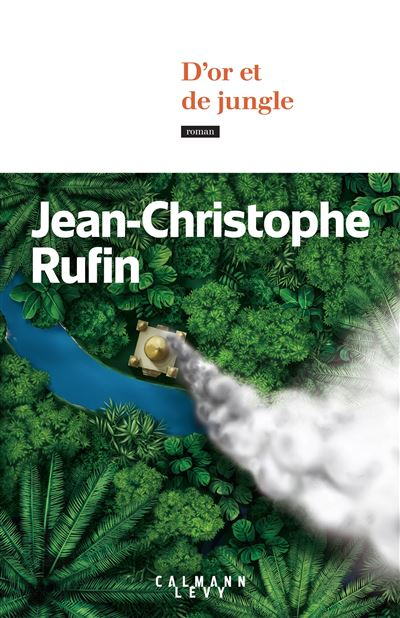 D'or et
de jungle
roman
Jean-Christophe
Rufin
CALMANN
LEVY